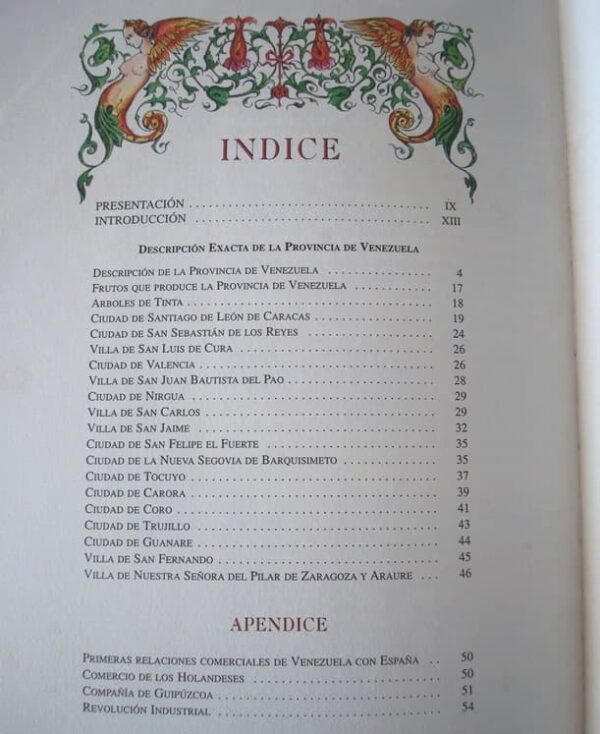 INDICE
PRESENTACIÓN ................................ IX
INTRODUCCIÓN ................................ XIII
DESCRIPCIÓN EXACTA DE LA PROVINCIA DE VENEZUELA
DESCRIPCIÓN DE LA PROVINCIA DE VENEZUELA ............... 4
FRUTOS QUE PRODUCE LA PROVINCIA DE VENEZUELA ........... 17
ARBOLES DE TINTA ................................ 18
CIUDAD DE SANTIAGO DE LEÓN DE CARACAS ................ 19
CIUDAD DE SAN SEBASTIÁN DE LOS REYES ................. 24
VILLA DE SAN LUIS DE CURA ......................... 26
CIUDAD DE VALENCIA .............................. 26
VILLA DE SAN JUAN BAUTISTA DEL PAO .................. 28
CIUDAD DE NIRGUA ................................ 29
VILLA DE SAN CARLOS .............................. 29
VILLA DE SAN JAIME ............................... 32
CIUDAD DE SAN FELIPE EL FUERTE ..................... 35
CIUDAD DE LA NUEVA SEGOVIA DE BARQUISIMETO ............ 35
CIUDAD DE TOCUYO ................................ 37
CIUDAD DE CARORA ................................ 39
CIUDAD DE CORO .................................. 41
CIUDAD DE TRUJILLO ............................... 43
CIUDAD DE GUANARE ............................... 44
VILLA DE SAN FERNANDO ............................ 45
VILLA DE NUESTRA SEÑORA DEL PILAR DE ZARAGOZA Y ARAURE ... 46
APENDICE
PRIMERAS RELACIONES COMERCIALES DE VENEZUELA CON ESPAÑA .. 50
COMERCIO DE LOS HOLANDESES ........................ 50
COMPAÑÍA DE GUIPÚZCOA ............................ 51
REVOLUCIÓN INDUSTRIAL ............................ 54